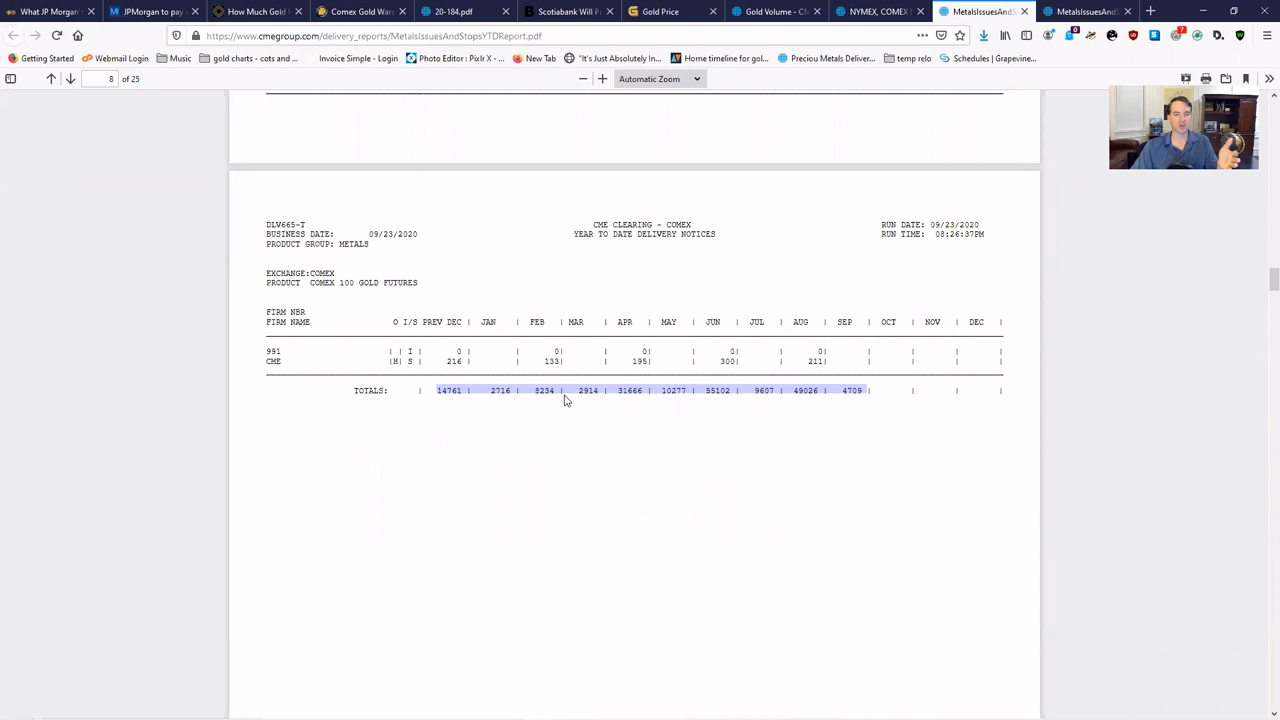 What JP Morgan's
JPMorgan to pay
How Much Gold
Comex Gold War
20-184.pdf
Scotiabank Will Pa
Gold Price
Gold Volume - Ch
NYMEX, COMEX
MetalsIssuesAndS
MetalsIssuesAndS
https://www.cmegroup.com/delivery_reports/MetalsIssuesAndStopsYTDReport.pdf
Getting Started
Webmail Login
Music
gold charts - cots and ...
Invoice Simple - Login
Photo Editor : Pixlr X - ...
New Tab
"It's Just Absolutely In...
Home timeline for gol...
Preciou Metals Deliver...
temp relo
Schedules | Grapevine...
8 of 25
Automatic Zoom
DLV665-T CME CLEARING - COMEX RUN DATE: 09/23/2020
BUSINESS DATE: 09/23/2020 YEAR TO DATE DELIVERY NOTICES RUN TIME: 08:26:37PM
PRODUCT GROUP: METALS
EXCHANGE:COMEX
PRODUCT COMEX 100 GOLD FUTURES
FIRM NBR
FIRM NAME O I/S PREV DEC | JAN | FEB | MAR | APR | MAY | JUN | JUL | AUG | SEP | OCT | NOV | DEC |
991 | | I | 0| 0| 0| 0| 0|
CME |H| S | 216 | 133| 195| 300| 211|
TOTALS: | 14761 | 2716 | 8234 | 2914 | 31666 | 10277 | 55102 | 9607 | 49026 | 4709 | | | |